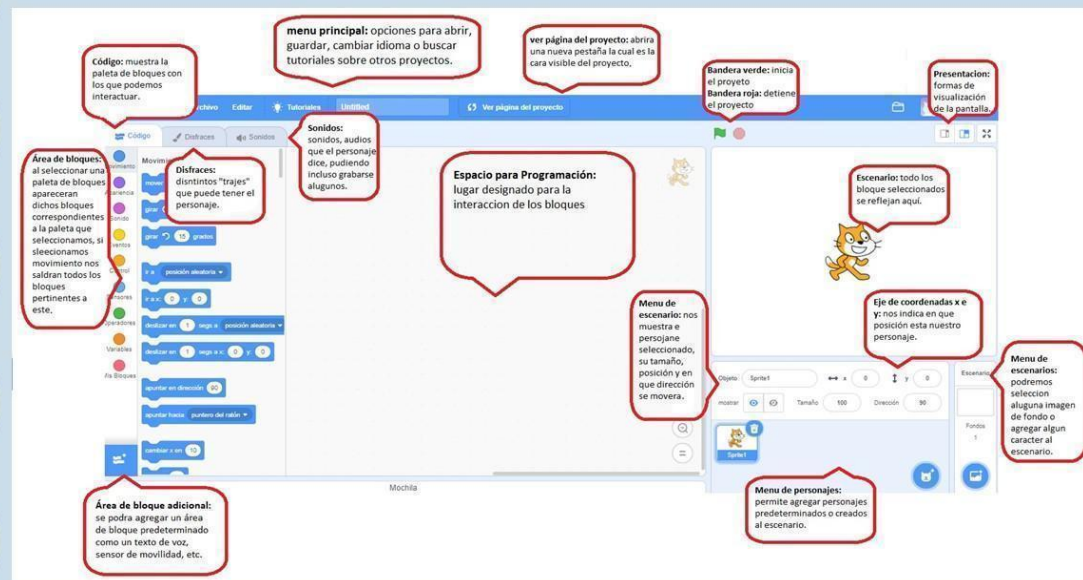 menu principal: opciones para abrir,
guardar, cambiar idioma o buscar
tutoriales sobre otros proyectos.
ver página del proyecto: abrira
una nueva pestaña la cual es la
cara visible del proyecto,
Código: muestra la
paleta de bloques con
los que podemos
interactuar.
Bandera verde: inicia
el proyeto
Bandera roja: detiene
el proyecto
Presentacion:
formas de
visualización
de la pantalla.
Editar
Tutoriales
Untitled
Ver página del proyecto
Código
Disfraces
Sonidos
Sonidos:
sonidos, audios
que el personaje
dice, pudiendo
incluso grabarse
alugunos.
Área de bloques:
al seleccionar una
paleta de bloques
apareceran
dichos bloques
correspondientes
a la paleta que
seleccionamos, si
sleecionamos
movimiento nos
saldran todos los
bloques
pertinentes a
este.
Disfraces:
disntintos "trajes"
que puede tener el
personaje.
Espacio para Programación:
lugar designado para la
interaccion de los bloques
Escenario: todo los
bloque seleccionados
se reflejan aquí.
mover
girar
girar 15 grados
ir a posición aleatoria
ir a x: 0 y: 0
deslizar en 1 segs a posición aleatoria
deslizar en 1 segs a x: 0 y: 0
apuntar en dirección 90
apuntar hacia puntero del ratón
cambiar x en 10
Variables
Menu de
escenario: nos
muestra e
persojane
seleccionado,
su tamaño,
posición y en
que dirección
se movera.
Eje de coordenadas x e
y: nos indica en que
posición esta nuestro
personaje.
Menu de
escenarios:
podremos
seleccion
aluguna imagen
de fondo o
agregar algun
caracter al
escenario.
Objeto Sprite1 x 0 y 0
mostrar Tamaño 100 Dirección 90
Sprite1
Escenario
Fondos
1
Mochila
Menu de personajes:
permite agregar personajes
predeterminados o creados
al escenario.
Área de bloque adicional:
se podra agregar un área
de bloque predeterminado
como un texto de voz,
sensor de movilidad, etc.